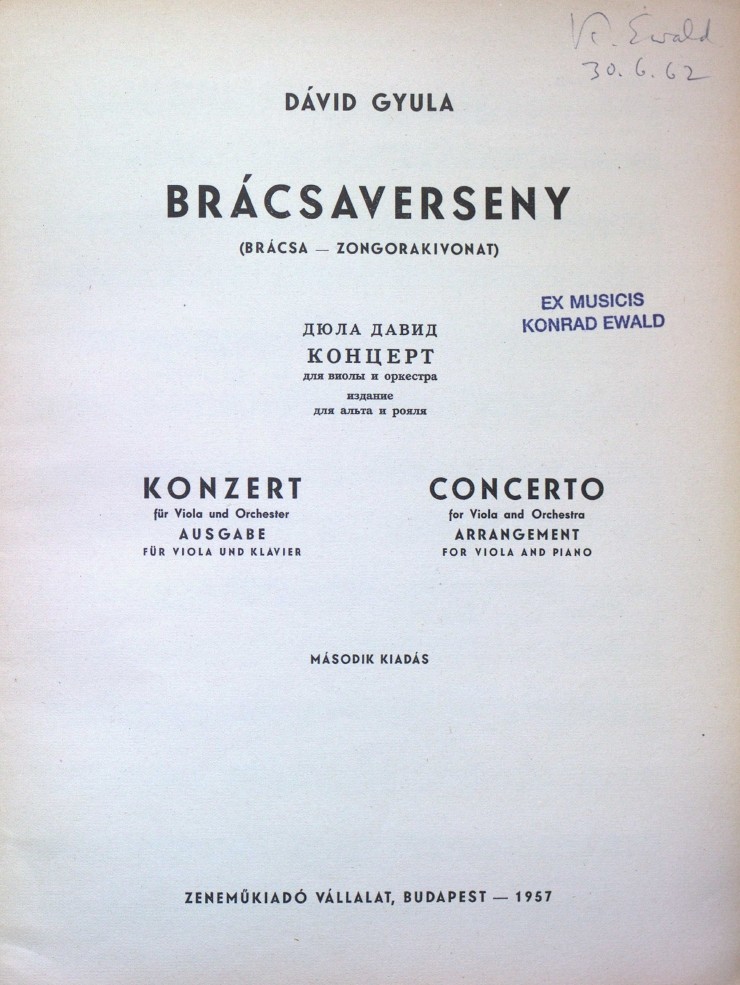 K. Ewald
30.6.62
DÁVID GYULA
BRÁCSAVERSENY
(BRÁCSA — ZONGORAKIVONAT)
EX MUSICIS
KONRAD EWALD
ДЮЛА ДАВИД
КОНЦЕРТ
для виолы и оркестра
издание
для альта и рояля
KONZERT
für Viola und Orchester
AUSGABE
FÜR VIOLA UND KLAVIER
CONCERTO
for Viola and Orchestra
ARRANGEMENT
FOR VIOLA AND PIANO
MÁSODIK KIADÁS
ZENEMŰKIADÓ VÁLLALAT, BUDAPEST — 1957